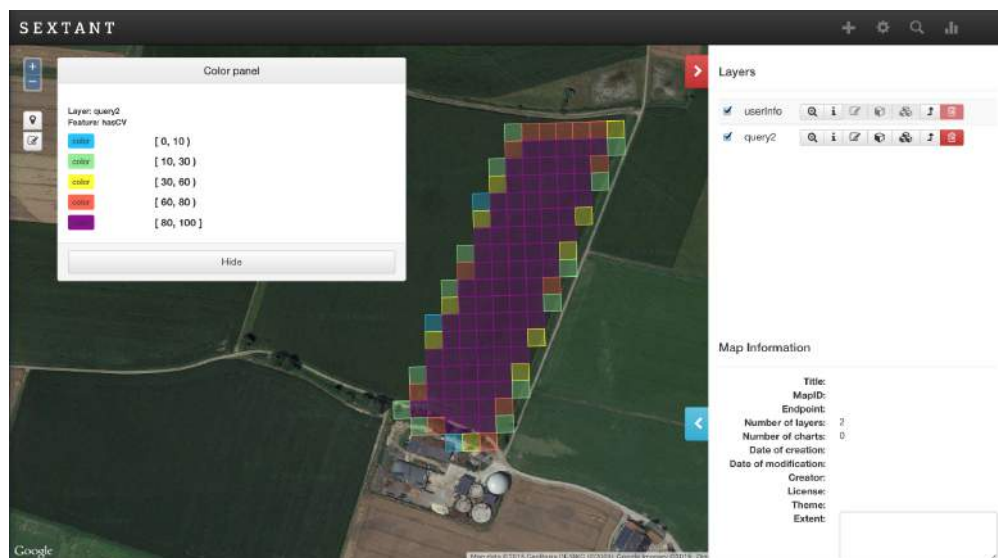 SEXTANT
Color panel
Layer: query2
Feature: hasCV
color [ 0, 10 )
color [ 10, 30 )
color [ 30, 60 )
color [ 60, 80 )
[ 80, 100 ]
Hide
Layers
userInfo
query2
Map Information
Title:
MapID:
Endpoint:
Number of layers: 2
Number of charts: 0
Date of creation:
Date of modification:
Creator:
License:
Theme:
Extent:
Google